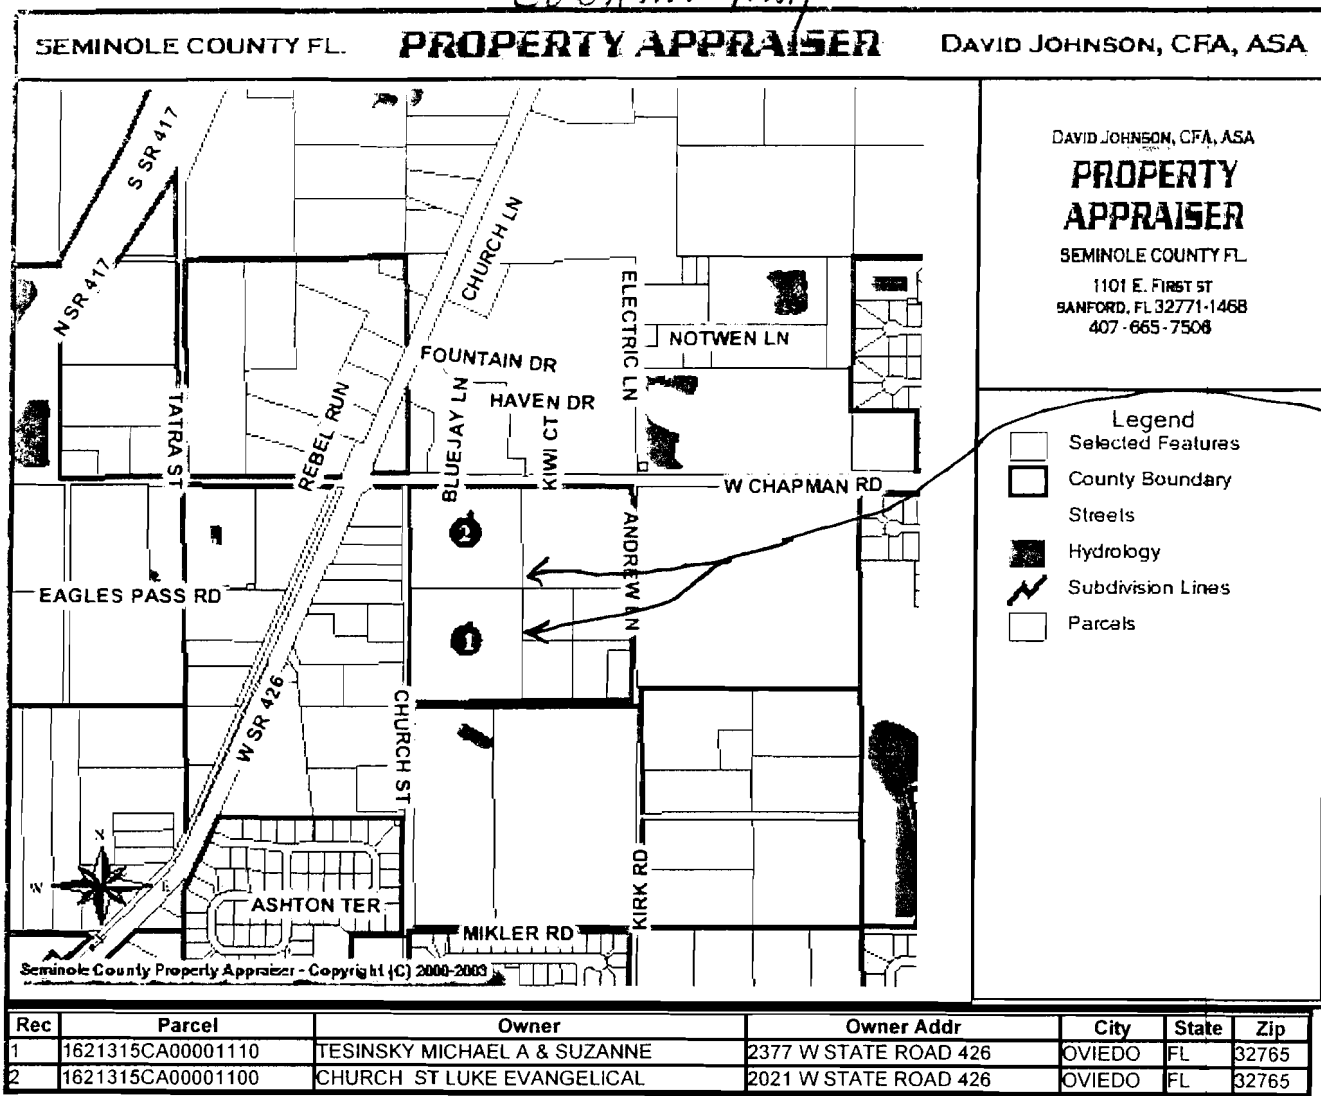 SEMINOLE COUNTY FL. PROPERTY APPRAISER DAVID JOHNSON, CFA, ASA
DAVID JOHNSON, CFA, ASA
PROPERTY
APPRAISER
SEMINOLE COUNTY FL.
1101 E. FIRST ST
SANFORD, FL 32771-1468
407-665-7506
Legend
Selected Features
County Boundary
Streets
Hydrology
Subdivision Lines
Parcels
S SR 417
N SR 417
CHURCH LN
ELECTRIC LN
NOTWEN LN
FOUNTAIN DR
HAVEN DR
TATRA ST
REBEL RUN
BLUEJAY LN
KIWI CT
W CHAPMAN RD
2
ANDREW LN
EAGLES PASS RD
1
W SR 426
CHURCH ST
KIRK RD
N
W
E
ASHTON TER
MIKLER RD
Seminole County Property Appraiser - Copyright (C) 2000-2003
Rec Parcel Owner Owner Addr City State Zip
1 1621315CA00001110 TESINSKY MICHAEL A & SUZANNE 2377 W STATE ROAD 426 OVIEDO FL 32765
2 1621315CA00001100 CHURCH ST LUKE EVANGELICAL 2021 W STATE ROAD 426 OVIEDO FL 32765